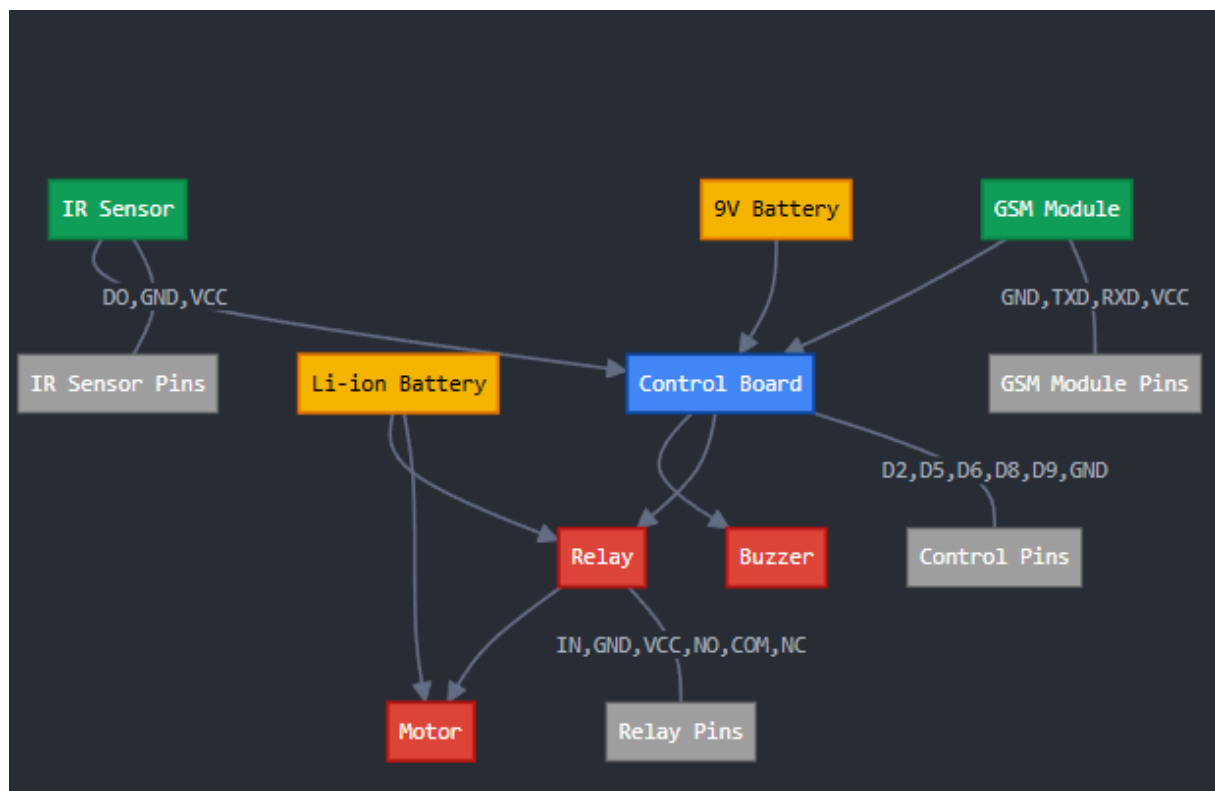 IR Sensor
9V Battery
GSM Module
DO,GND,VCC
GND,TXD,RXD,VCC
IR Sensor Pins
Li-ion Battery
Control Board
GSM Module Pins
D2,D5,D6,D8,D9,GND
Relay
Buzzer
Control Pins
IN,GND,VCC,NO,COM,NC
Motor
Relay Pins